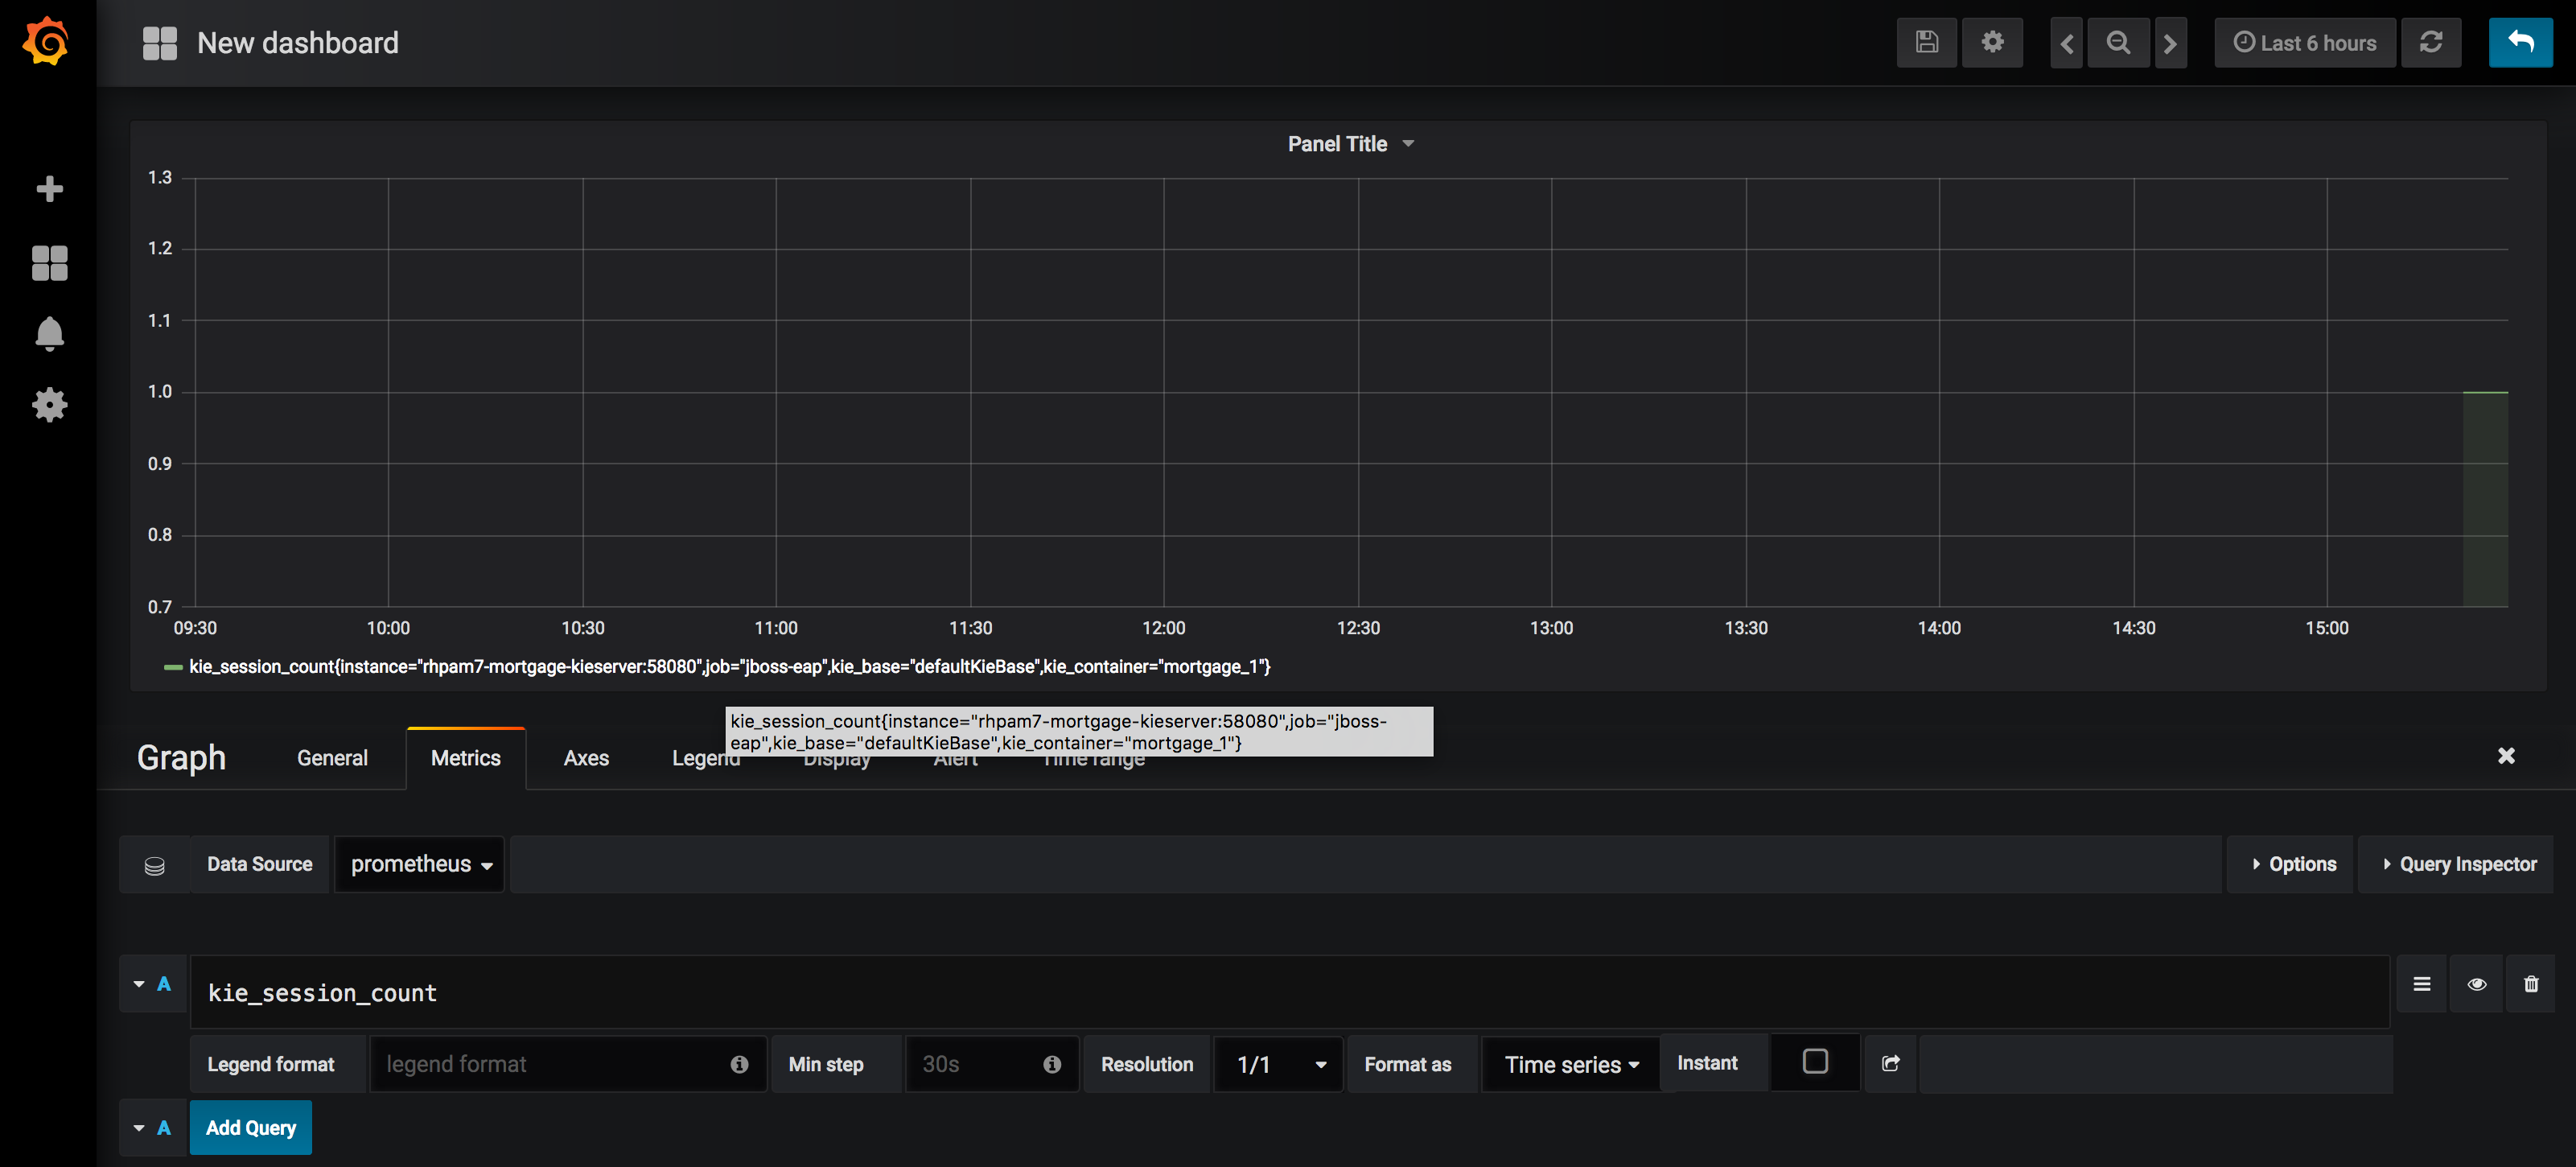 New dashboard
Last 6 hours
Panel Title
1.3
1.2
1.1
1.0
0.9
0.8
0.7
09:30 10:00 10:30 11:00 11:30 12:00 12:30 13:00 13:30 14:00 14:30 15:00
kie_session_count{instance="rhpam7-mortgage-kieserver:58080",job="jboss-eap",kie_base="defaultKieBase",kie_container="mortgage_1"}
kie_session_count{instance="rhpam7-mortgage-kieserver:58080",job="jboss-
eap",kie_base="defaultKieBase",kie_container="mortgage_1"}
Graph General Metrics Axes Legend Display Alert Time range
Data Source prometheus Options Query Inspector
A kie_session_count
Legend format legend format Min step 30s Resolution 1/1 Format as Time series Instant
A Add Query